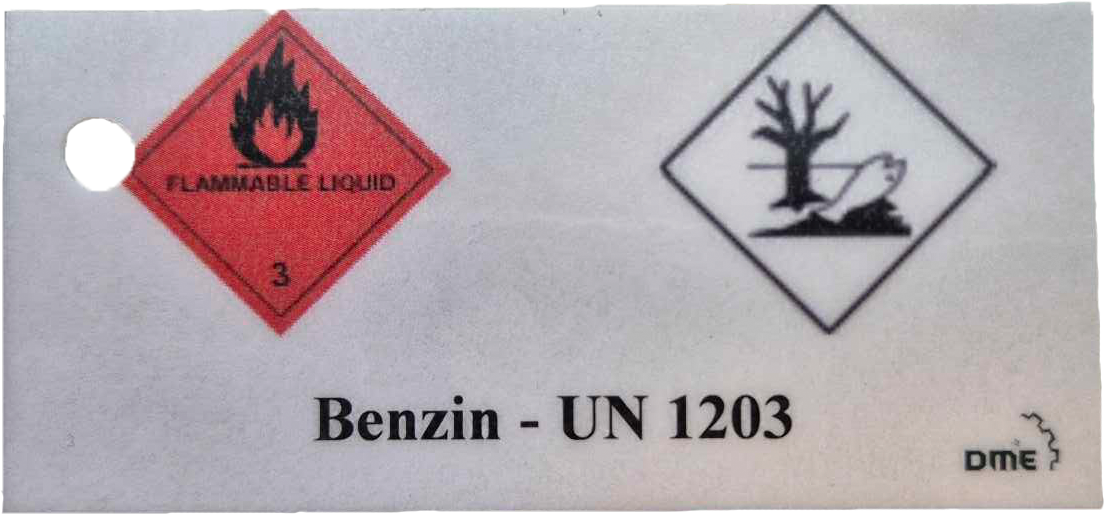 FLAMMABLE LIQUID
3
Benzin - UN 1203
DME